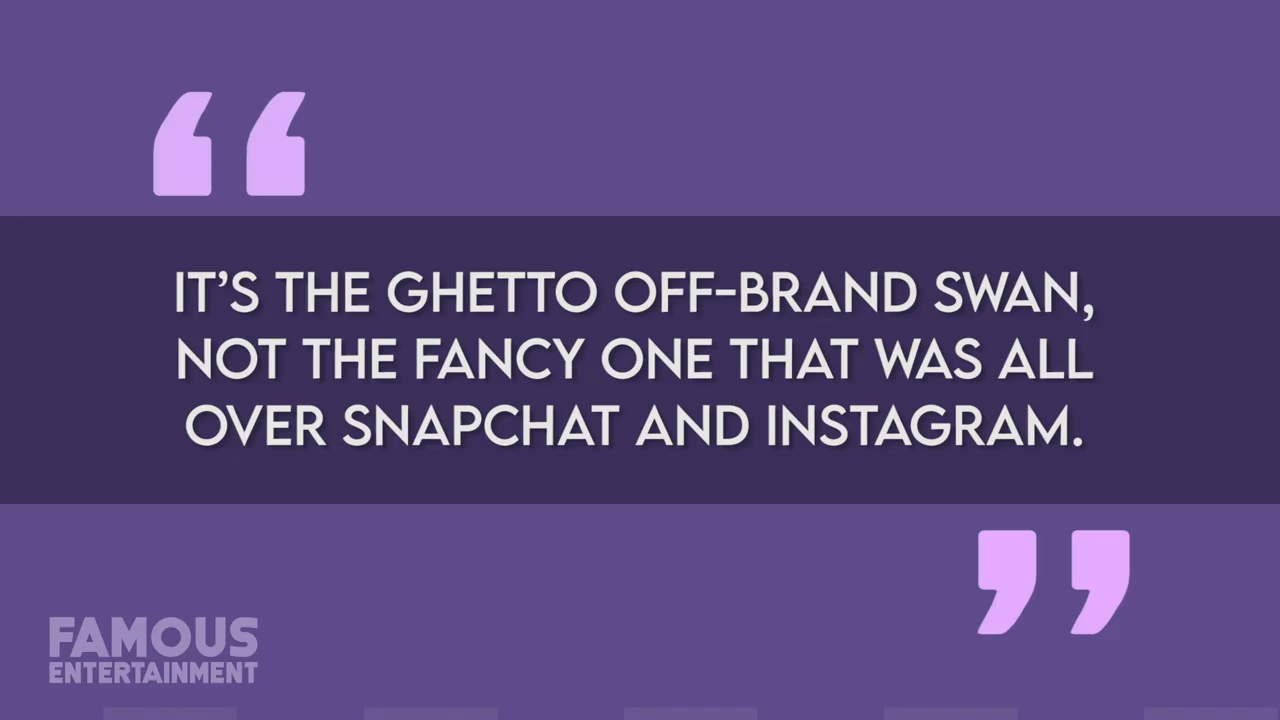 IT'S THE GHETTO OFF-BRAND SWAN,
NOT THE FANCY ONE THAT WAS ALL
OVER SNAPCHAT AND INSTAGRAM.
FAMOUS
ENTERTAINMENT